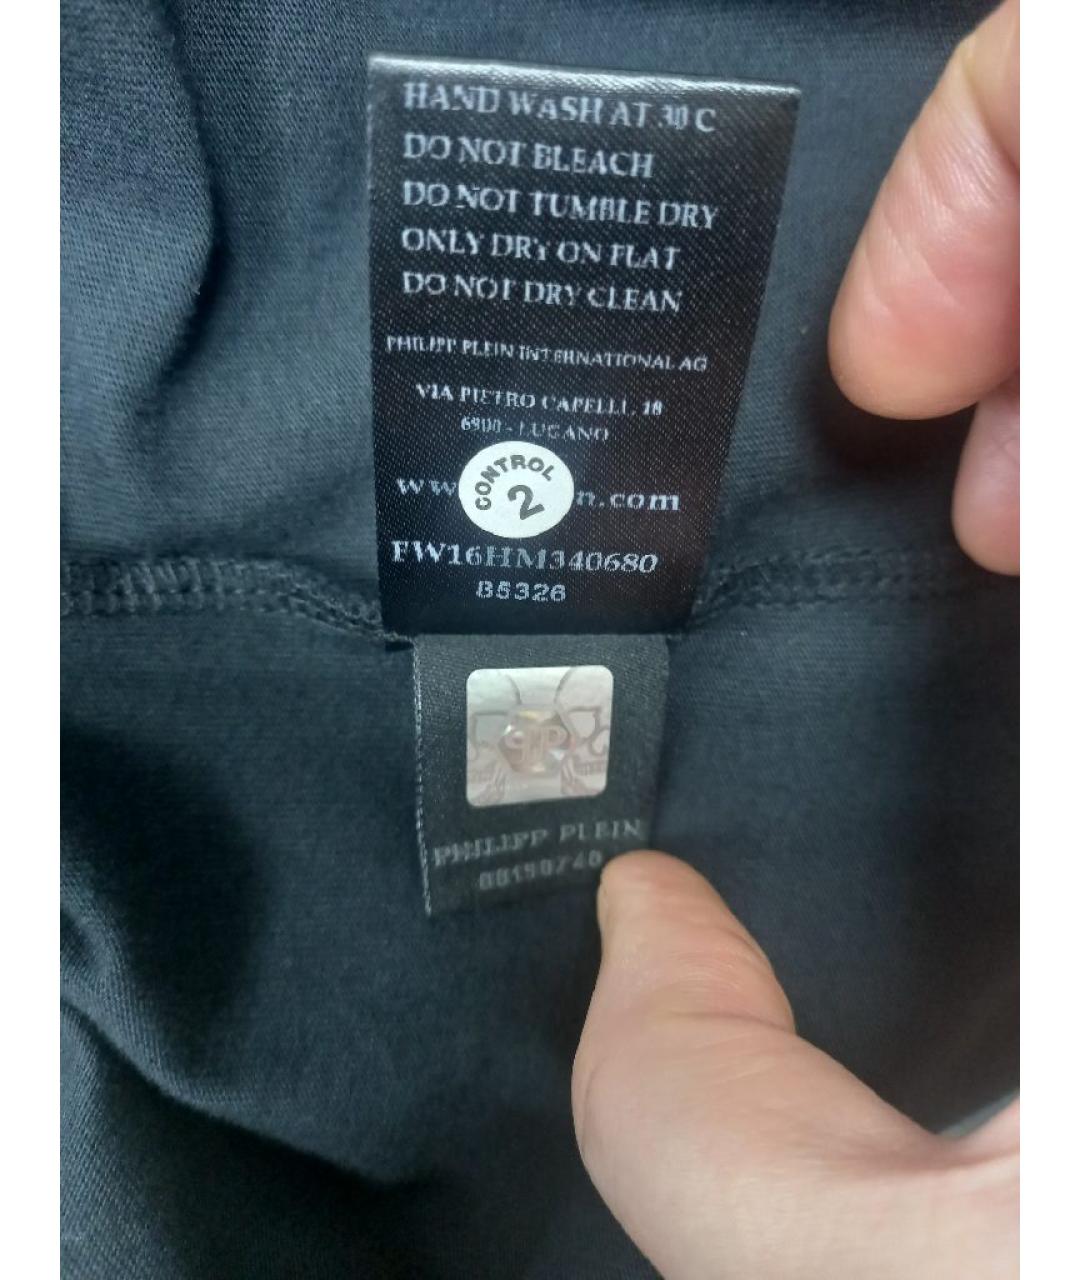 HAND WASH AT 30 C
DO NOT BLEACH
DO NOT TUMBLE DRY
ONLY DRY ON FLAT
DO NOT DRY CLEAN
PHILIPP PLEIN INTERNATIONAL AG
VIA PIETRO CAPELLI, 18
6900 - LUGANO
CONTROL
2
n.com
FW16HM340680
85326
PP
PHILIPP PLEIN